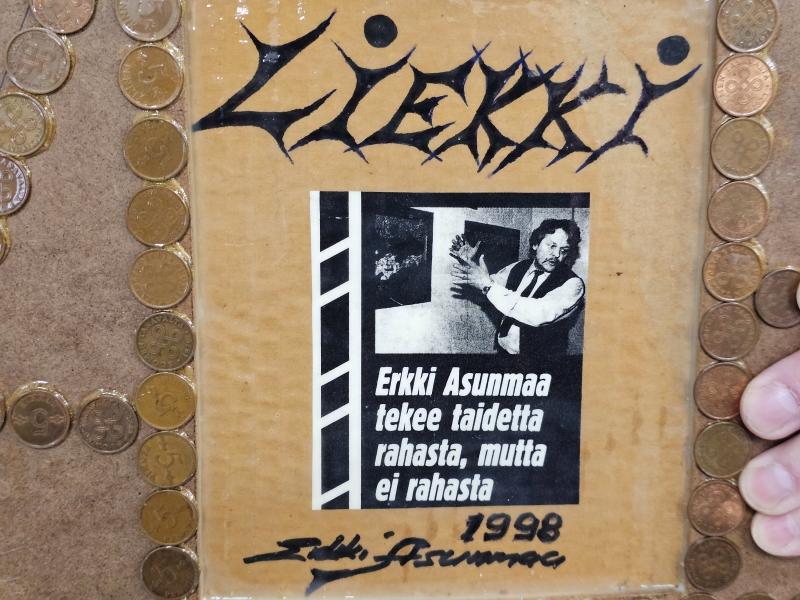 LiEKKi
Erkki Asunmaa
tekee taidetta
rahasta, mutta
ei rahasta
1998
Erkki Asunmaa